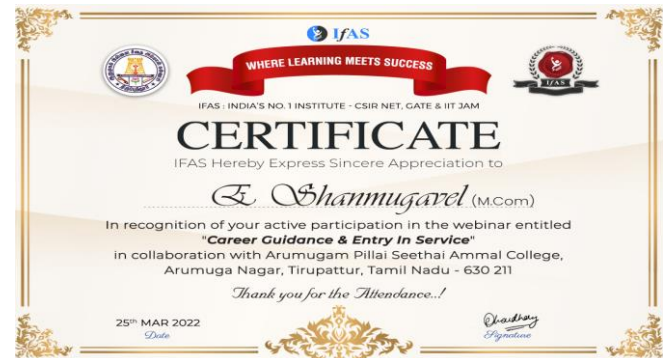 IfAS
WHERE LEARNING MEETS SUCCESS
IFAS
IFAS : INDIA'S NO. 1 INSTITUTE - CSIR NET, GATE & IIT JAM
CERTIFICATE
IFAS Hereby Express Sincere Appreciation to
E Shanmugavel (M.Com)
In recognition of your active participation in the webinar entitled
"Career Guidance & Entry In Service"
in collaboration with Arumugam Pillai Seethai Ammal College,
Arumuga Nagar, Tirupattur, Tamil Nadu - 630 211
Thank you for the Attendance..!
25th MAR 2022
Date
Chaudhary
Signature